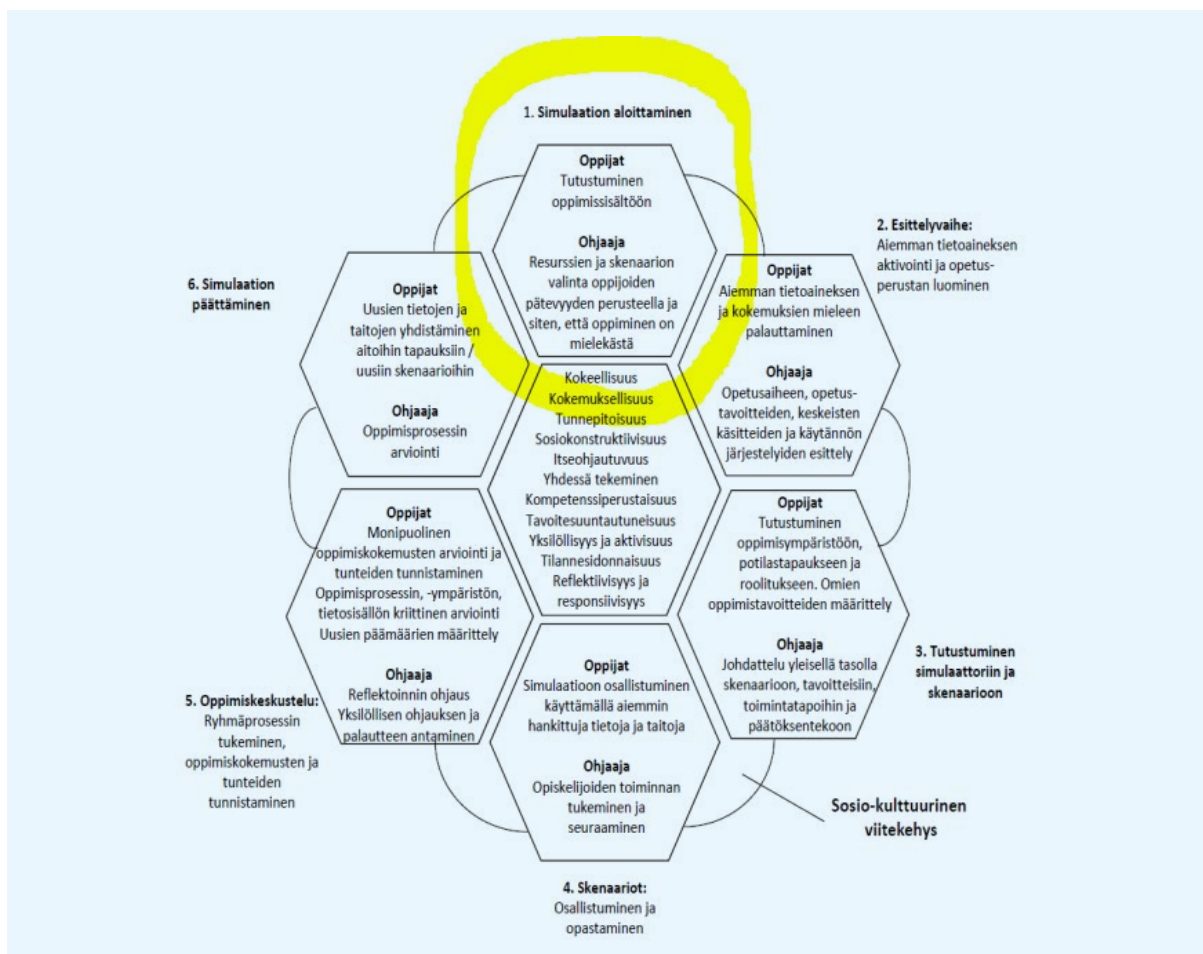 1. Simulaation aloittaminen
Oppijat
Tutustuminen
oppimissisältöön
Ohjaaja
Resurssien ja skenaarion
valinta oppijoiden
pätevyyden perusteella ja
siten, että oppiminen on
mielekästä
2. Esittelyvaihe:
Aiemman tietoaineksen
aktivointi ja opetus-
perustan luominen
Oppijat
Aiemman tietoaineksen
ja kokemuksien mieleen
palauttaminen
Ohjaaja
Opetusaiheen, opetus-
tavoitteiden, keskeisten
käsitteiden ja käytännön
järjestelyiden esittely
6. Simulaation
päättäminen
Oppijat
Uusien tietojen ja
taitojen yhdistäminen
aitoihin tapauksiin /
uusiin skenaarioihin
Ohjaaja
Oppimisprosessin
arviointi
Kokeellisuus
Kokemuksellisuus
Tunnepitoisuus
Sosiokonstruktiivisuus
Itseohjautuvuus
Yhdessä tekeminen
Kompetenssiperustaisuus
Tavoitesuuntautuneisuus
Yksilöllisyys ja aktivisuus
Tilannesidonnaisuus
Reflektiivisyys ja
responsiivisyys
Oppijat
Tutustuminen
oppimisympäristöön,
potilastapaukseen ja
roolitukseen. Omien
oppimistavoitteiden määrittely
Ohjaaja
Johdattelu yleisellä tasolla
skenaarioon, tavoitteisiin,
toimintatapoihin ja
päätöksentekoon
3. Tutustuminen
simulaattoriin ja
skenaarioon
Oppijat
Monipuolinen
oppimiskokemusten arviointi ja
tunteiden tunnistaminen
Oppimisprosessin, -ympäristön,
tietosisällön kriittinen arviointi
Uusien päämäärien määrittely
Ohjaaja
Reflektoinnin ohjaus
Yksilöllisen ohjauksen ja
palautteen antaminen
5. Oppimiskeskustelu:
Ryhmäprosessin
tukeminen,
oppimiskokemusten ja
tunteiden
tunnistaminen
Oppijat
Simulaatioon osallistuminen
käyttämällä aiemmin
hankittuja tietoja ja taitoja
Ohjaaja
Opiskelijoiden toiminnan
tukeminen ja
seuraaminen
Sosio-kulttuurinen
viitekehys
4. Skenaariot:
Osallistuminen ja
opastaminen